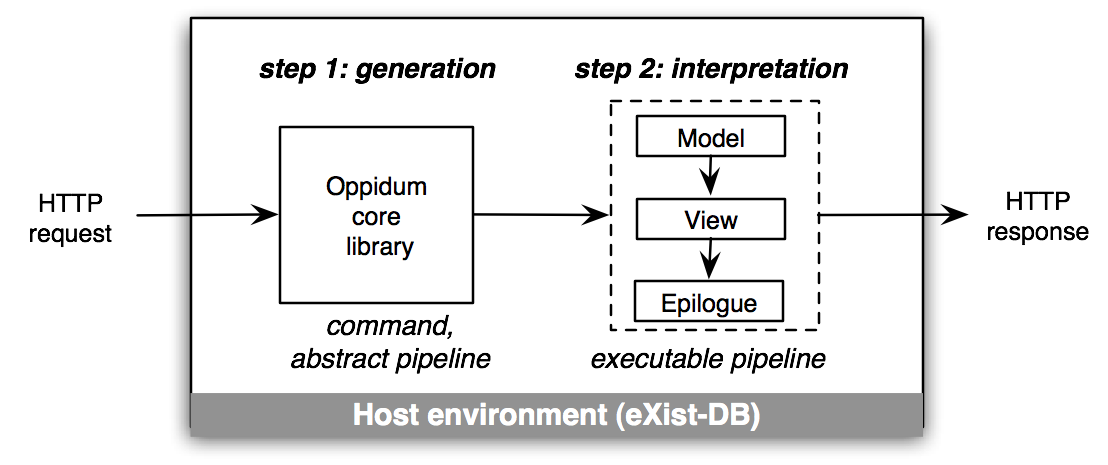 step 1: generation
step 2: interpretation
HTTP
request
Oppidum
core
library
command,
abstract pipeline
Model
View
Epilogue
executable pipeline
HTTP
response
Host environment (eXist-DB)